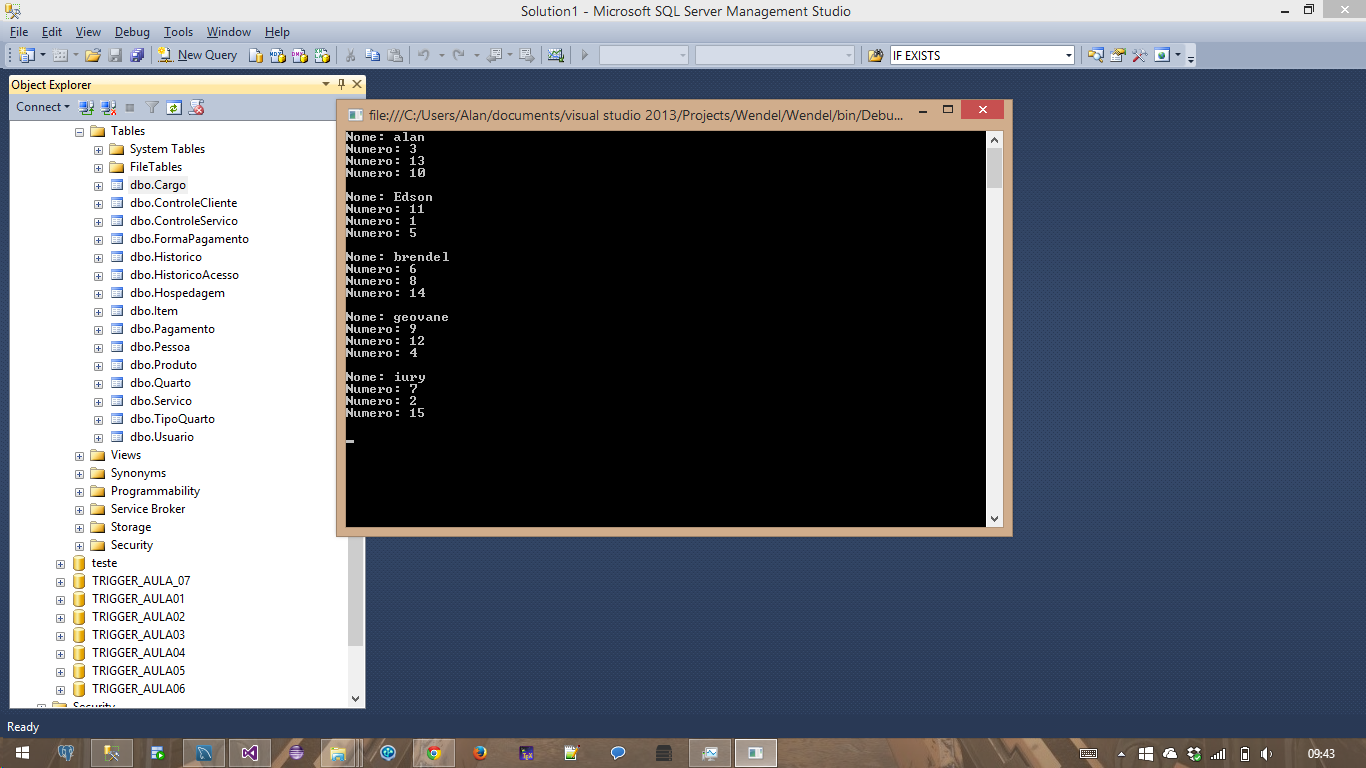 Solution1 - Microsoft SQL Server Management Studio
File Edit View Debug Tools Window Help
New Query
IF EXISTS
Object Explorer
Connect
Tables
System Tables
FileTables
dbo.Cargo
dbo.ControleCliente
dbo.ControleServico
dbo.FormaPagamento
dbo.Historico
dbo.HistoricoAcesso
dbo.Hospedagem
dbo.Item
dbo.Pagamento
dbo.Pessoa
dbo.Produto
dbo.Quarto
dbo.Servico
dbo.TipoQuarto
dbo.Usuario
Views
Synonyms
Programmability
Service Broker
Storage
Security
teste
TRIGGER_AULA_07
TRIGGER_AULA01
TRIGGER_AULA02
TRIGGER_AULA03
TRIGGER_AULA04
TRIGGER_AULA05
TRIGGER_AULA06
Security
file:///C:/Users/Alan/documents/visual studio 2013/Projects/Wendel/Wendel/bin/Debu...
Nome: alan
Numero: 3
Numero: 13
Numero: 10
Nome: Edson
Numero: 11
Numero: 1
Numero: 5
Nome: brendel
Numero: 6
Numero: 8
Numero: 14
Nome: geovane
Numero: 9
Numero: 12
Numero: 4
Nome: iury
Numero: 7
Numero: 2
Numero: 15
Ready
09:43